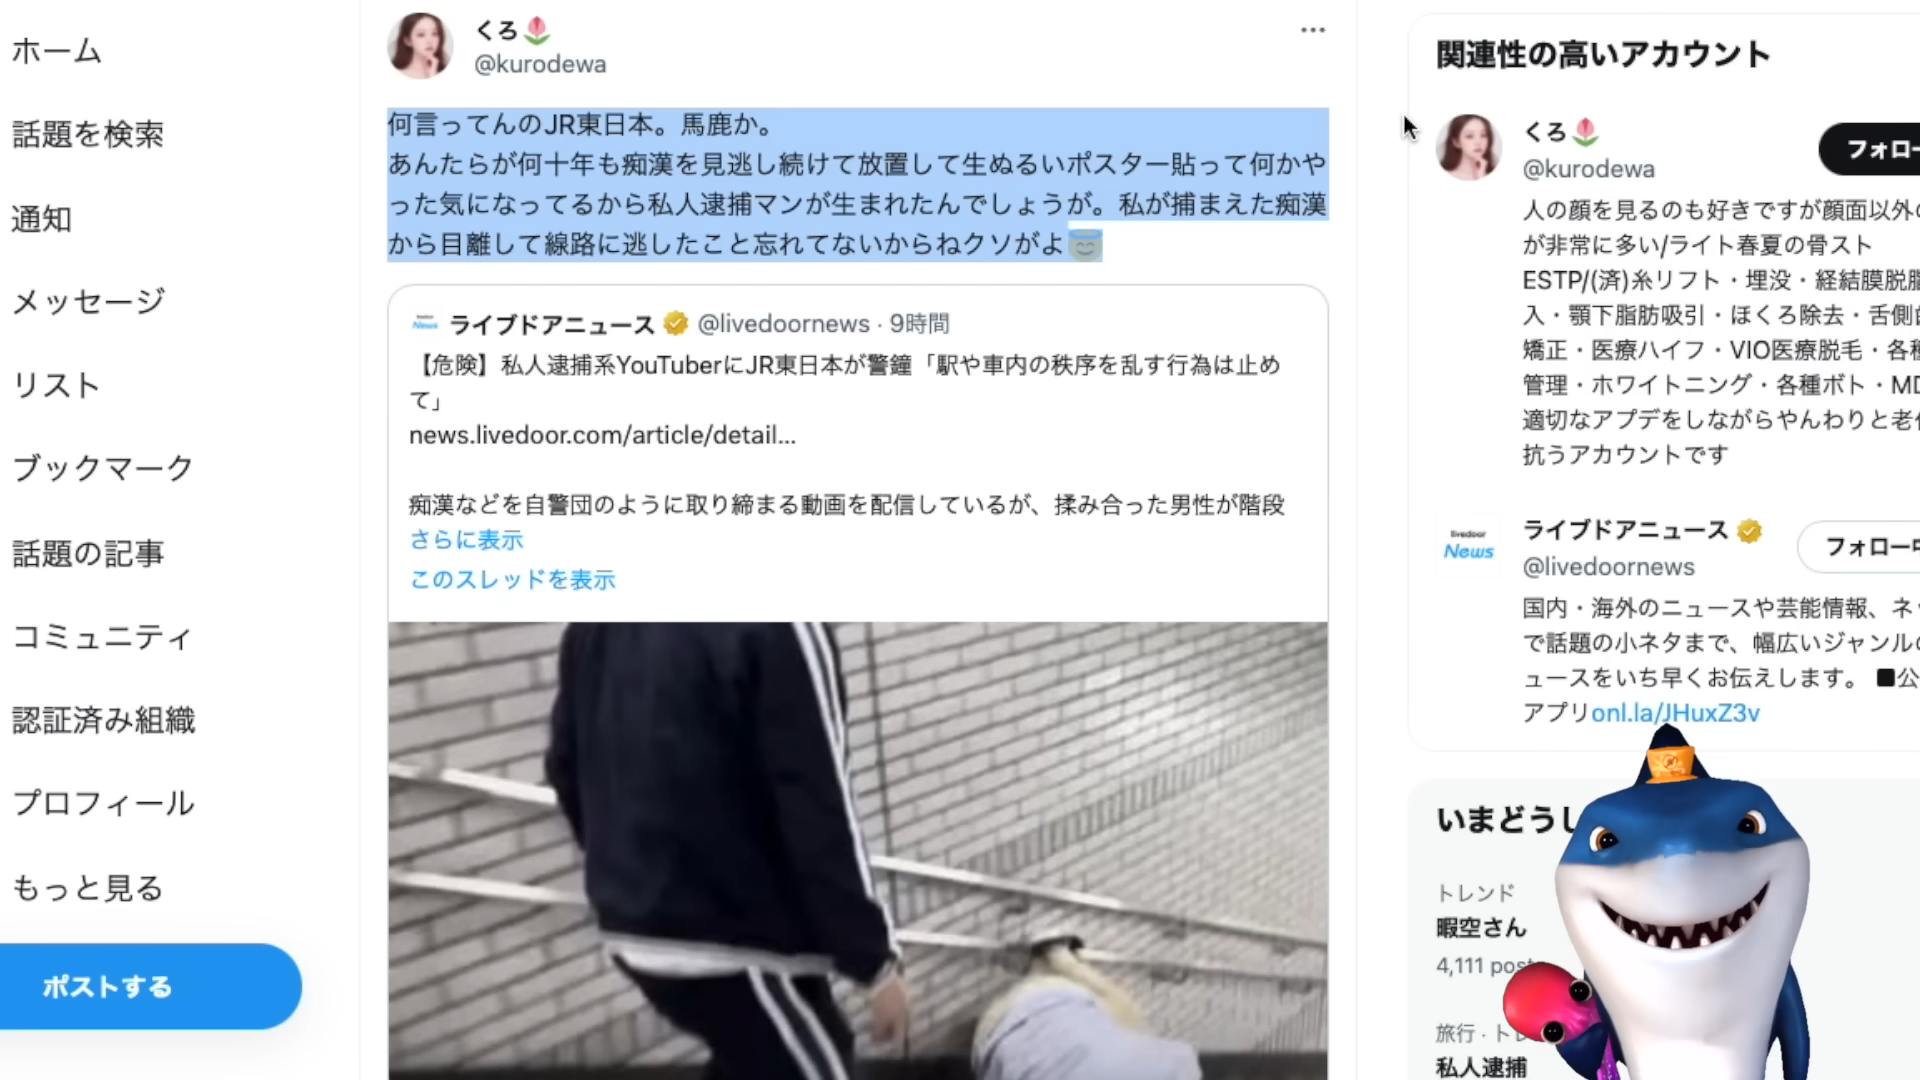 ホーム
話題を検索
通知
メッセージ
リスト
ブックマーク
話題の記事
コミュニティ
認証済み組織
プロフィール
もっと見る
ポストする
くろ🌷
@kurodewa
何言ってんのJR東日本。馬鹿か。
あんたらが何十年も痴漢を見逃し続けて放置して生ぬるいポスター貼って何かや
った気になってるから私人逮捕マンが生まれたんでしょうが。私が捕まえた痴漢
から目離して線路に逃したこと忘れてないからねクソがよ😇
ライブドアニュース @livedoornews · 9時間
【危険】私人逮捕系YouTuberにJR東日本が警鐘「駅や車内の秩序を乱す行為は止め
て」
news.livedoor.com/article/detail...
痴漢などを自警団のように取り締まる動画を配信しているが、揉み合った男性が階段
さらに表示
このスレッドを表示
関連性の高いアカウント
くろ🌷
@kurodewa
フォロー
人の顔を見るのも好きですが顔面以外
が非常に多い/ライト春夏の骨スト
ESTP/(済)糸リフト・埋没・経結膜脱脂
入・顎下脂肪吸引・ほくろ除去・舌側
矯正・医療ハイフ・VIO医療脱毛・各種
管理・ホワイトニング・各種ボト・MD
適切なアプデをしながらやんわりと老
抗うアカウントです
livedoor
News
ライブドアニュース
@livedoornews
フォロー中
国内・海外のニュースや芸能情報、ネッ
で話題の小ネタまで、幅広いジャンルの
ュースをいち早くお伝えします。 ■公
アプリonl.la/JHuxZ3v
いまどうし
トレンド
暇空さん
4,111 posts
旅行 · トレ
私人逮捕